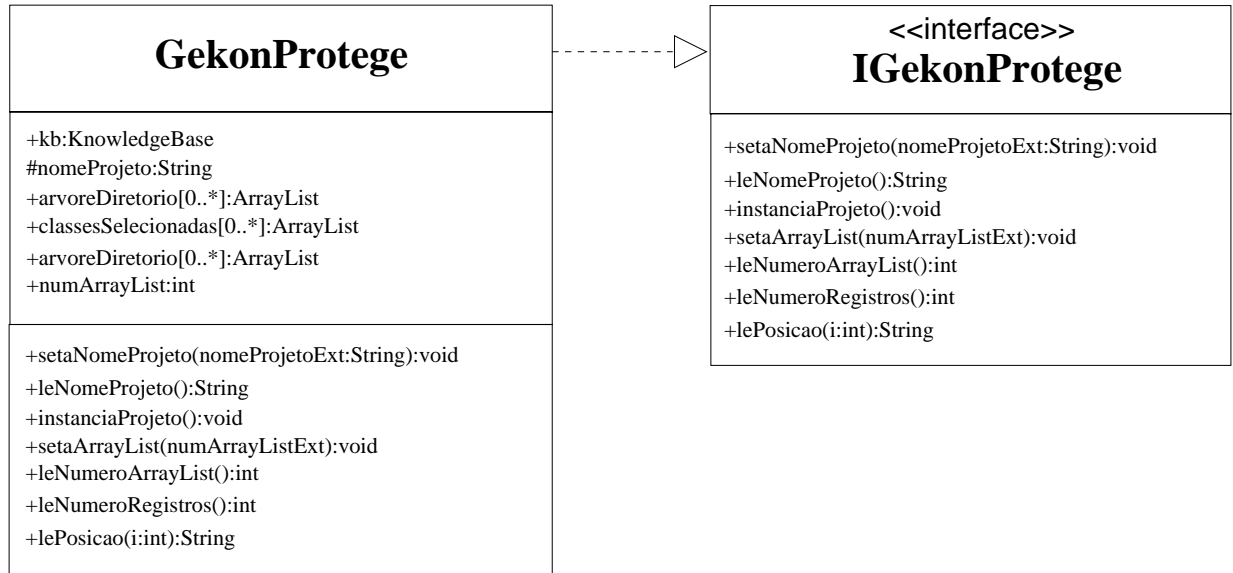 GekonProtege
+kb:KnowledgeBase
#nomeProjeto:String
+arvoreDiretorio[0..*]:ArrayList
+classesSelecionadas[0..*]:ArrayList
+arvoreDiretorio[0..*]:ArrayList
+numArrayList:int
+setaNomeProjeto(nomeProjetoExt:String):void
+leNomeProjeto():String
+instanciaProjeto():void
+setaArrayList(numArrayListExt):void
+leNumeroArrayList():int
+leNumeroRegistros():int
+lePosicao(i:int):String
<<interface>>
IGekonProtege
+setaNomeProjeto(nomeProjetoExt:String):void
+leNomeProjeto():String
+instanciaProjeto():void
+setaArrayList(numArrayListExt):void
+leNumeroArrayList():int
+leNumeroRegistros():int
+lePosicao(i:int):String